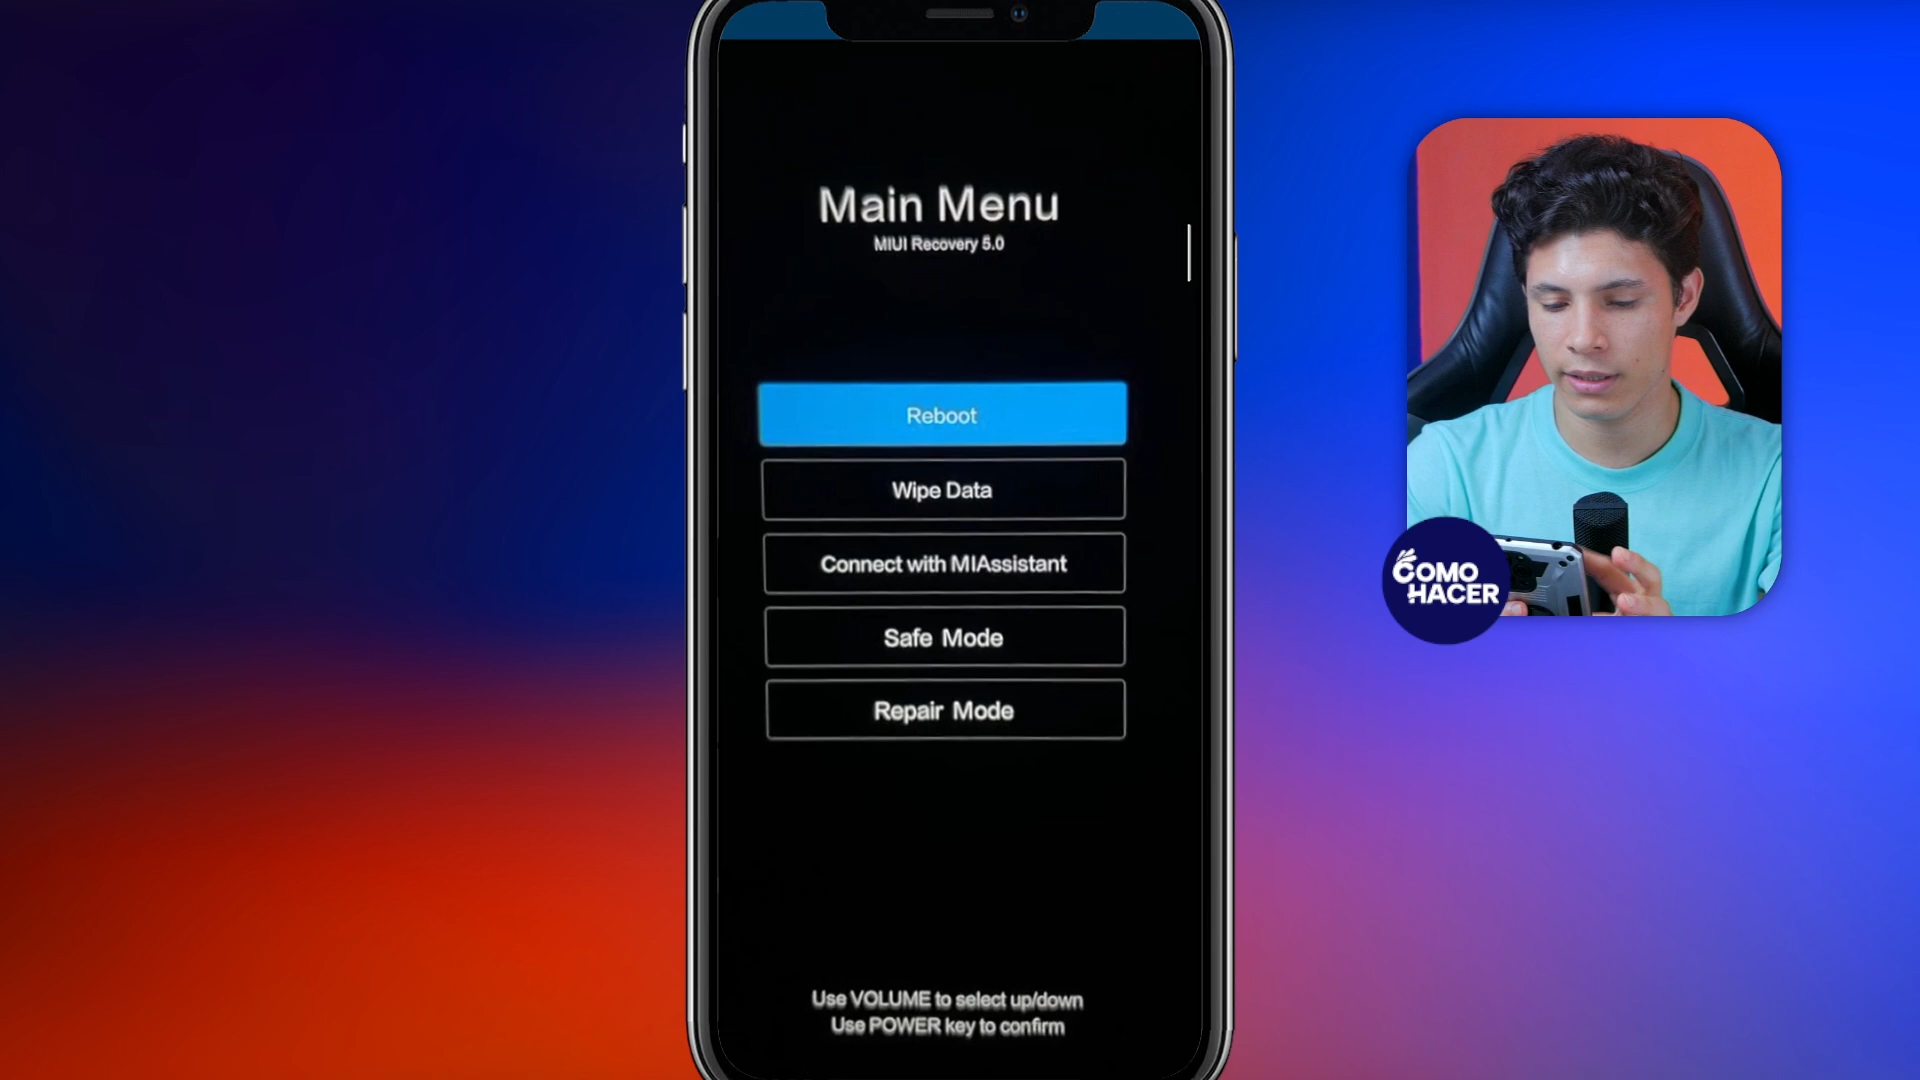 Main Menu
MIUI Recovery 5.0
Reboot
Wipe Data
Connect with MIAssistant
Safe Mode
Repair Mode
Use VOLUME to select up/down
Use POWER key to confirm
COMO
HACER